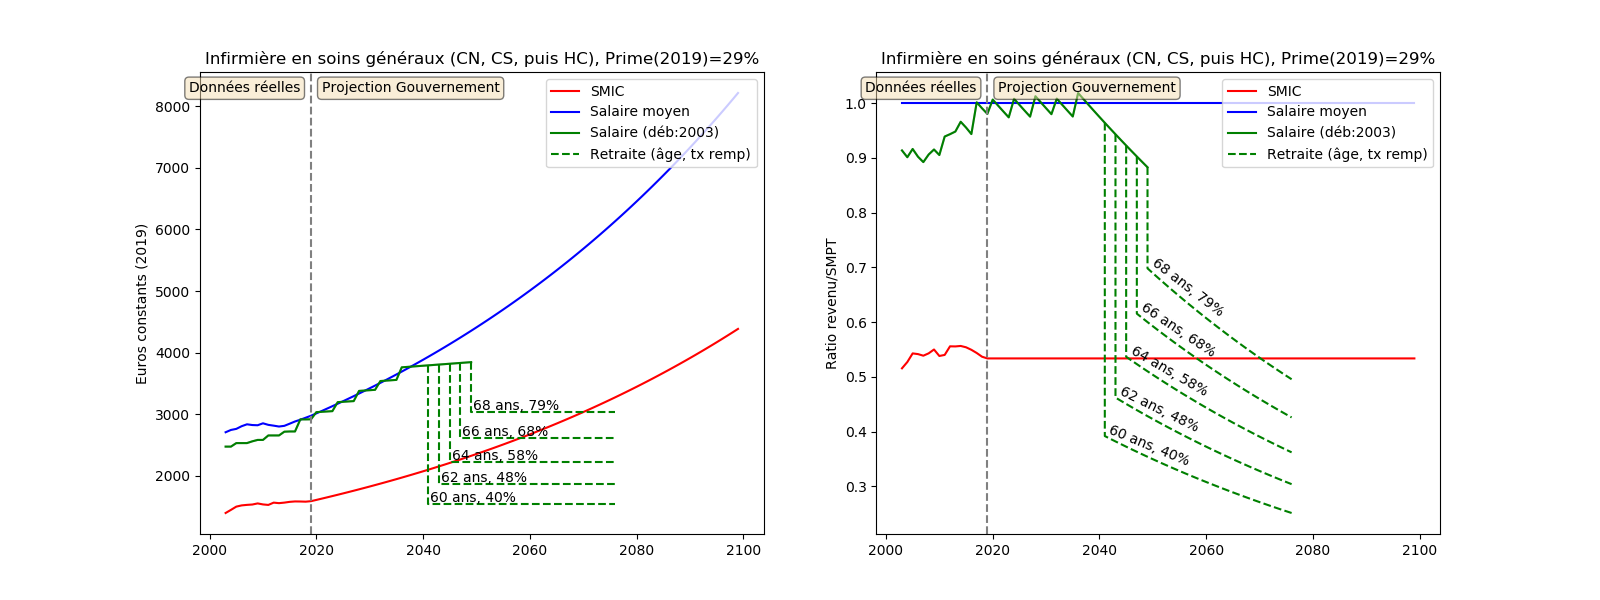 Infirmière en soins généraux (CN, CS, puis HC), Prime(2019)=29%
Données réelles
Projection Gouvernement
SMIC
Salaire moyen
Salaire (déb:2003)
Retraite (âge, tx remp)
Euros constants (2019)
8000
7000
6000
5000
4000
3000
2000
68 ans, 79%
66 ans, 68%
64 ans, 58%
62 ans, 48%
60 ans, 40%
2000 2020 2040 2060 2080 2100
Infirmière en soins généraux (CN, CS, puis HC), Prime(2019)=29%
Données réelles
Projection Gouvernement
SMIC
Salaire moyen
Salaire (déb:2003)
Retraite (âge, tx remp)
Ratio revenu/SMPT
1.0
0.9
0.8
0.7
0.6
0.5
0.4
0.3
68 ans, 79%
66 ans, 68%
64 ans, 58%
62 ans, 48%
60 ans, 40%
2000 2020 2040 2060 2080 2100